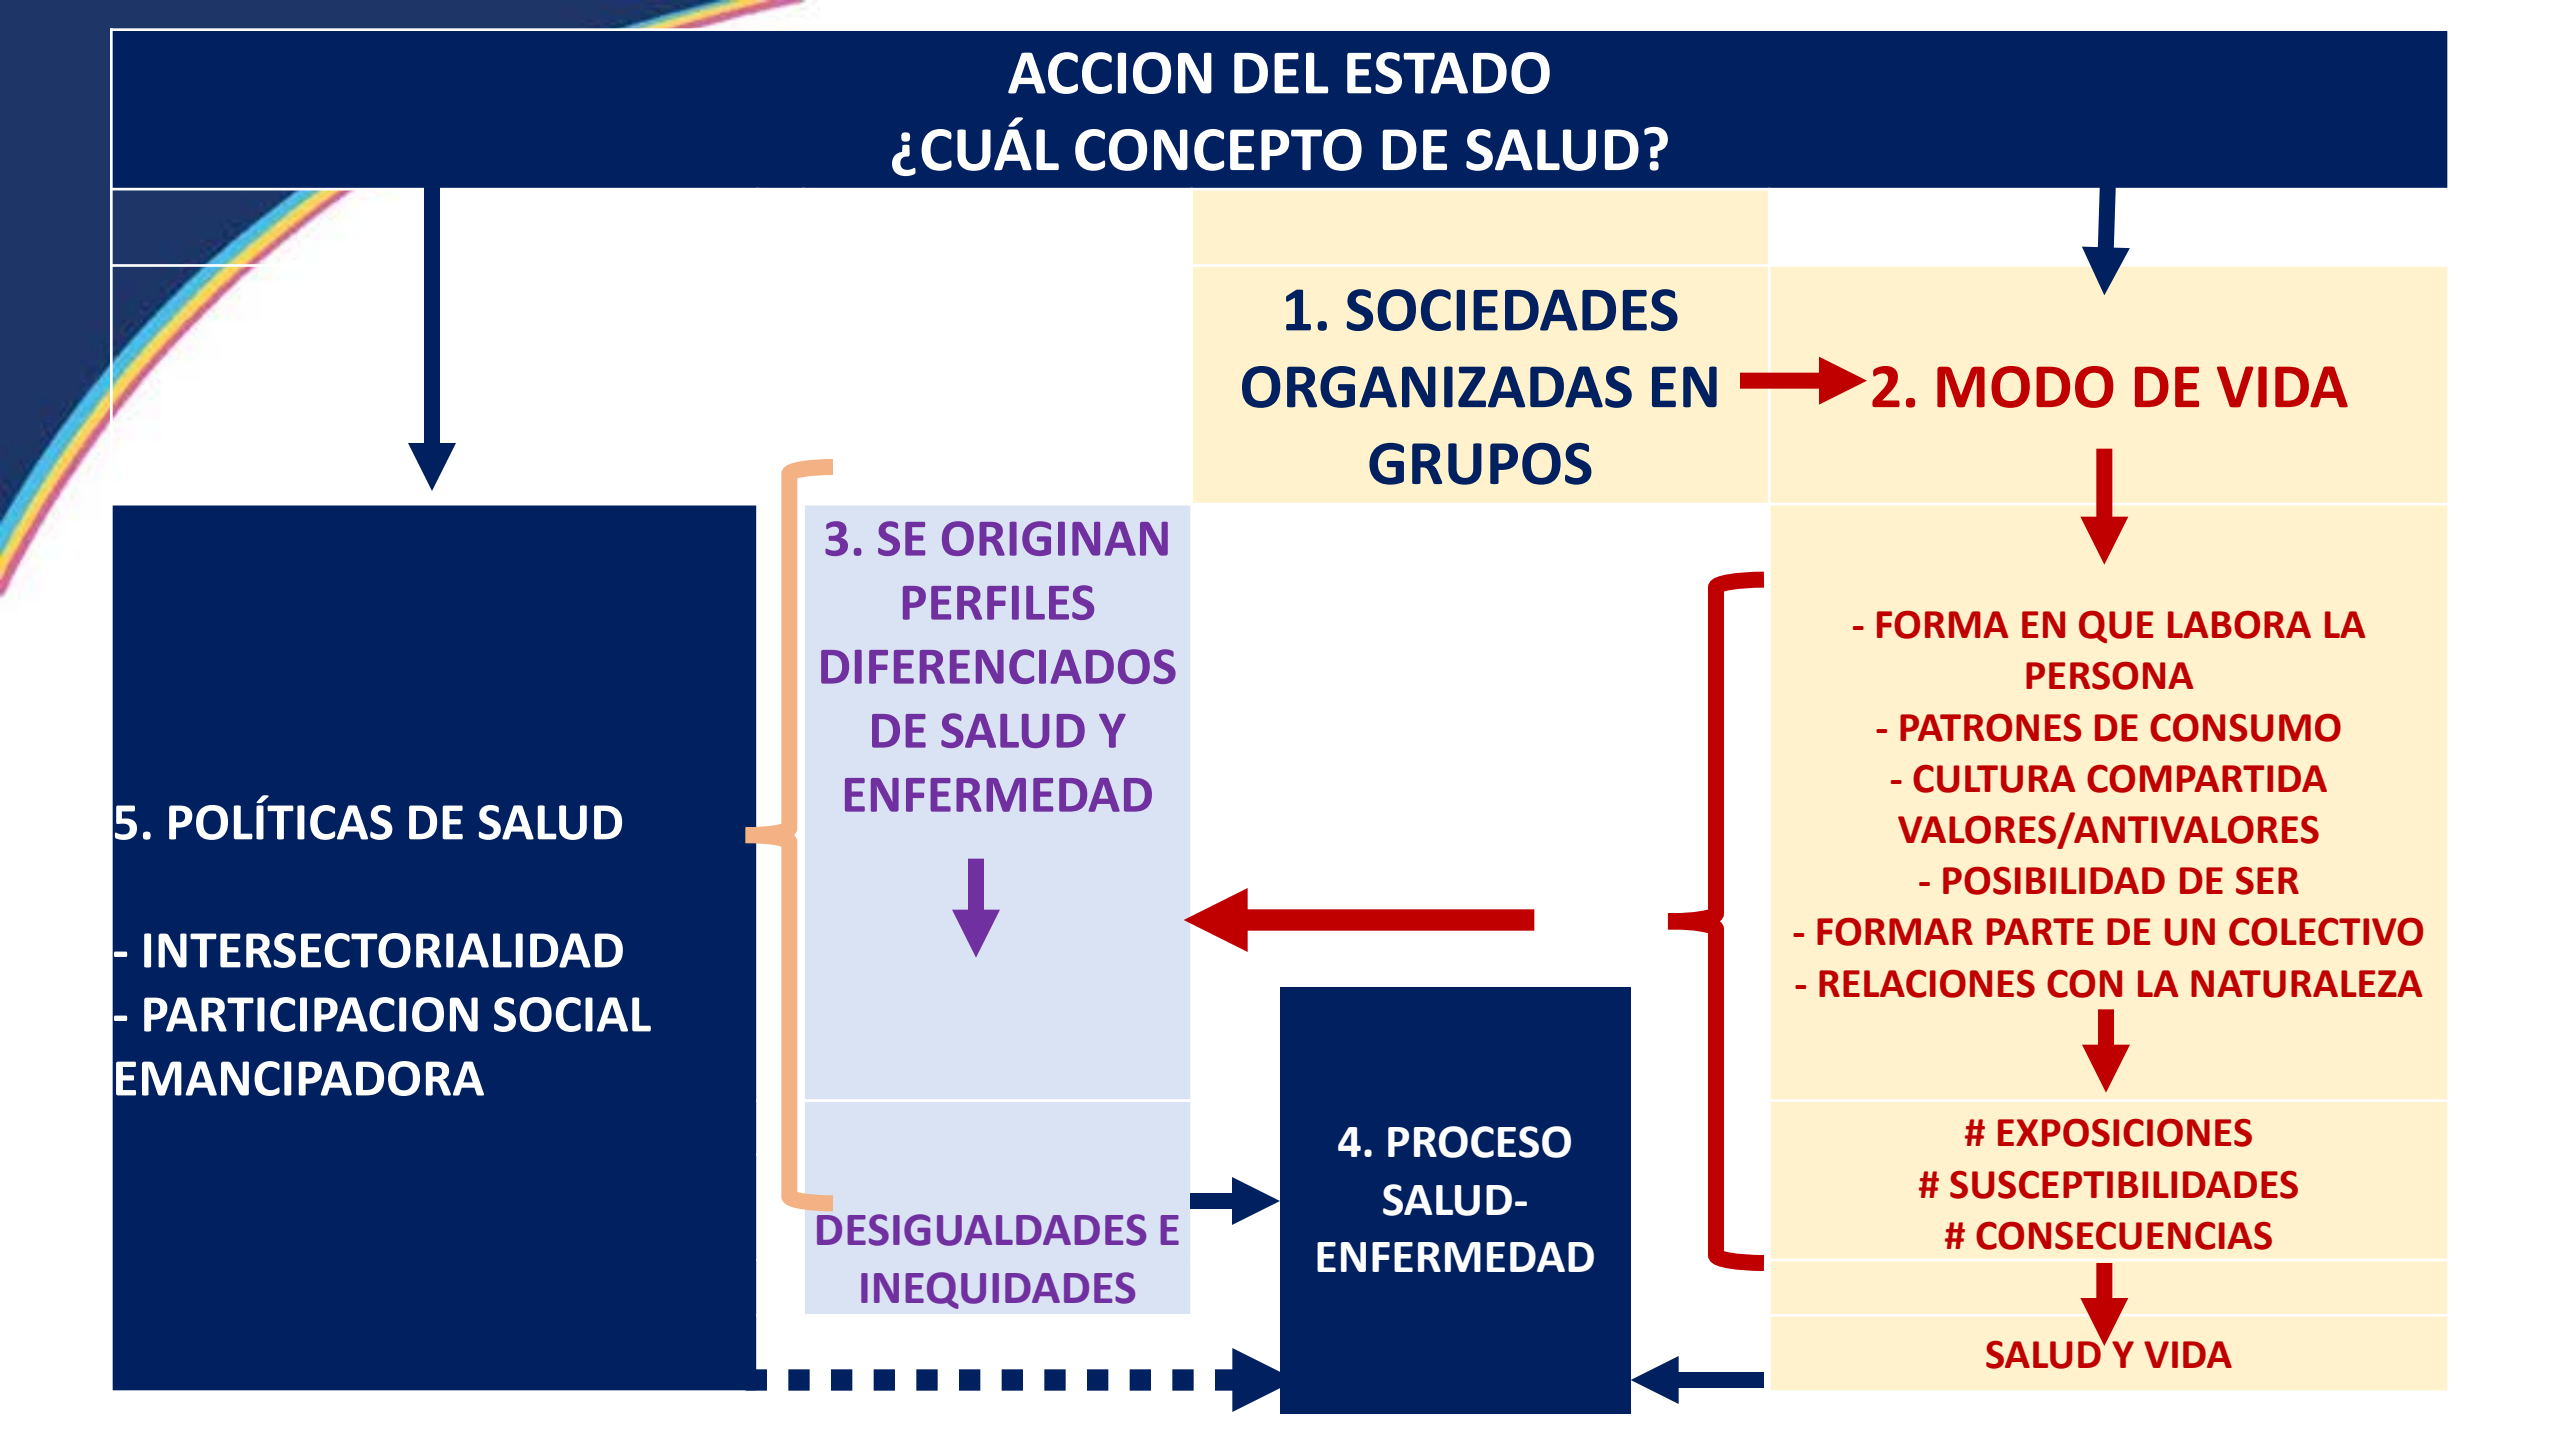 ACCION DEL ESTADO
¿CUÁL CONCEPTO DE SALUD?
1. SOCIEDADES
ORGANIZADAS EN
GRUPOS
2. MODO DE VIDA
- FORMA EN QUE LABORA LA
PERSONA
- PATRONES DE CONSUMO
- CULTURA COMPARTIDA
VALORES/ANTIVALORES
- POSIBILIDAD DE SER
- FORMAR PARTE DE UN COLECTIVO
- RELACIONES CON LA NATURALEZA
# EXPOSICIONES
# SUSCEPTIBILIDADES
# CONSECUENCIAS
SALUD Y VIDA
3. SE ORIGINAN
PERFILES
DIFERENCIADOS
DE SALUD Y
ENFERMEDAD
DESIGUALDADES E
INEQUIDADES
4. PROCESO
SALUD-
ENFERMEDAD
5. POLÍTICAS DE SALUD
- INTERSECTORIALIDAD
- PARTICIPACION SOCIAL
EMANCIPADORA